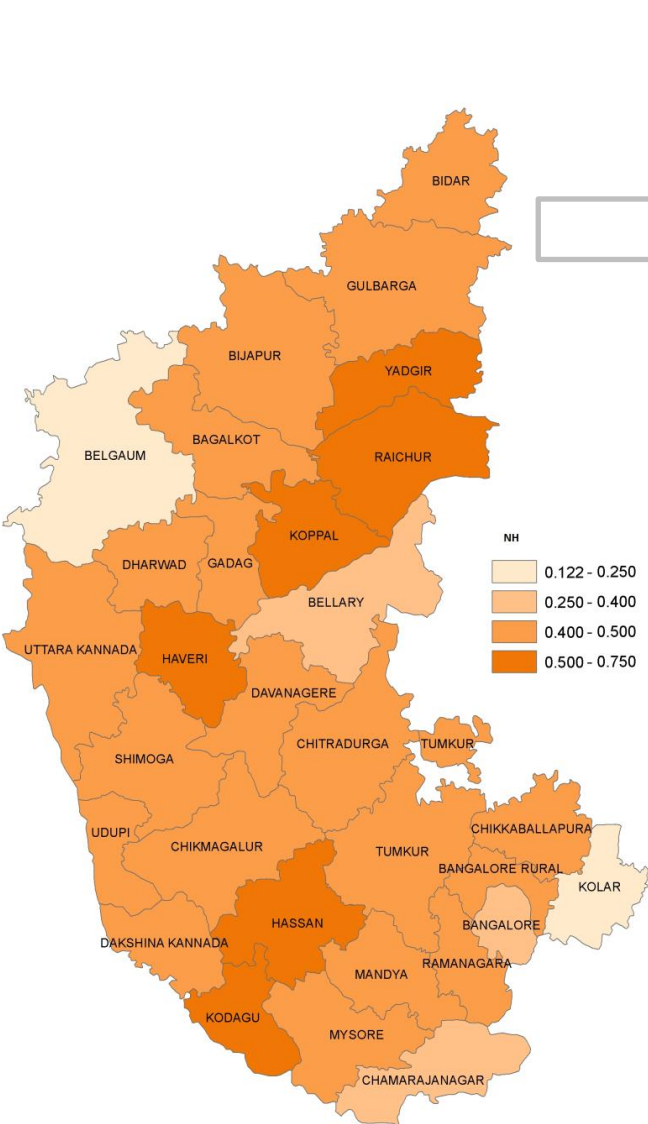 BIDAR
GULBARGA
BIJAPUR
YADGIR
BAGALKOT
BELGAUM
RAICHUR
KOPPAL
NH
DHARWAD
GADAG
0.122 - 0.250
BELLARY
0.250 - 0.400
0.400 - 0.500
UTTARA KANNADA
HAVERI
0.500 - 0.750
DAVANAGERE
CHITRADURGA
TUMKUR
SHIMOGA
CHIKKABALLAPURA
UDUPI
CHIKMAGALUR
TUMKUR
BANGALORE RURAL
KOLAR
HASSAN
BANGALORE
DAKSHINA KANNADA
RAMANAGARA
MANDYA
KODAGU
MYSORE
CHAMARAJANAGAR